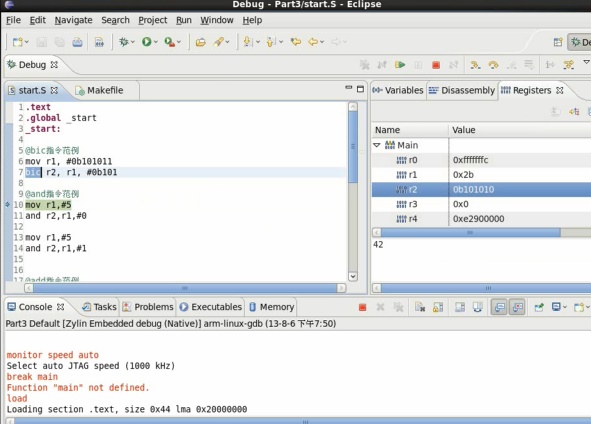 Debug - Part3/start.S - Eclipse
File Edit Navigate Search Project Run Window Help
Debug
start.S Makefile
1 .text
2 .global _start
3 _start:
4
5 @bic指令范例
6 mov r1, #0b101011
7 bic r2, r1, #0b101
8
9 @and指令范例
10 mov r1,#5
11 and r2,r1,#0
12
13 mov r1,#5
14 and r2,r1,#1
15
16
17 @add指令范例
(x)= Variables Disassembly Registers
Name Value
Main
r0 0xfffffffc
r1 0x2b
r2 0b101010
r3 0x0
r4 0xe2900000
42
Console Tasks Problems Executables Memory
Part3 Default [Zylin Embedded debug (Native)] arm-linux-gdb (13-8-6 下午7:50)
monitor speed auto
Select auto JTAG speed (1000 kHz)
break main
Function "main" not defined.
load
Loading section .text, size 0x44 lma 0x20000000